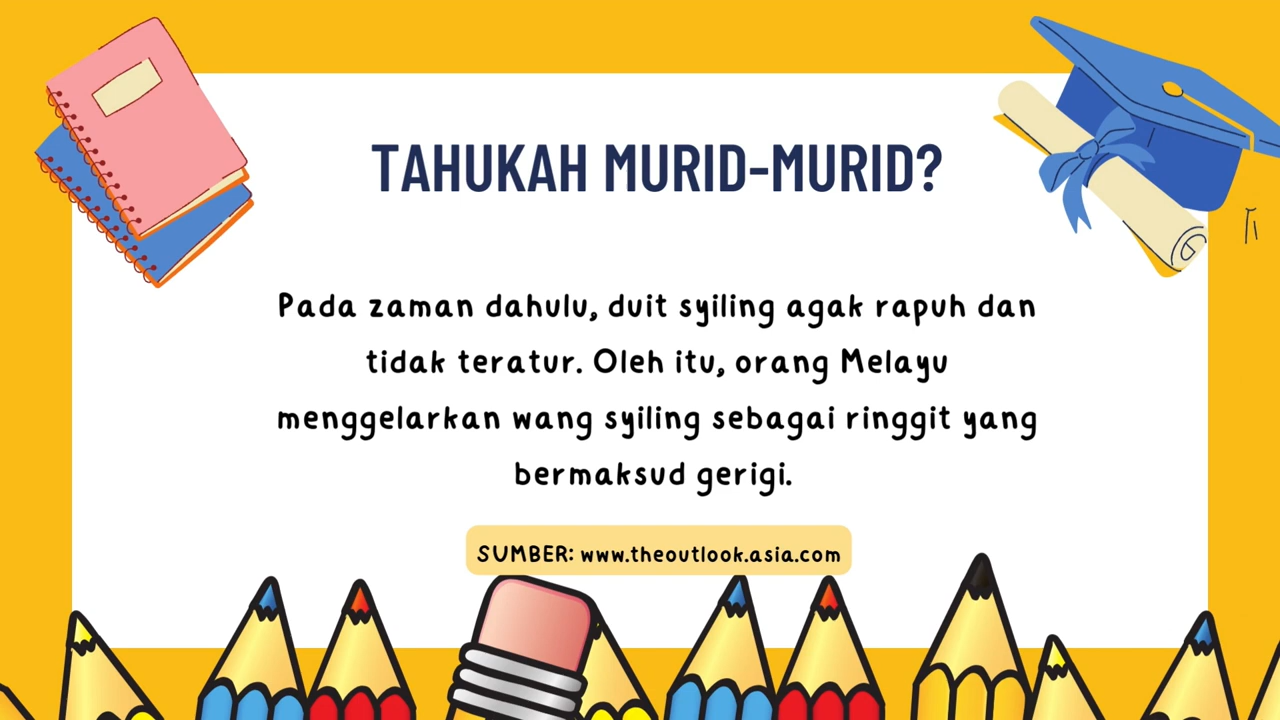 TAHUKAH MURID-MURID?
Pada zaman dahulu, duit syiling agak rapuh dan
tidak teratur. Oleh itu, orang Melayu
menggelarkan wang syiling sebagai ringgit yang
bermaksud gerigi.
SUMBER: www.theoutlook.asia.com